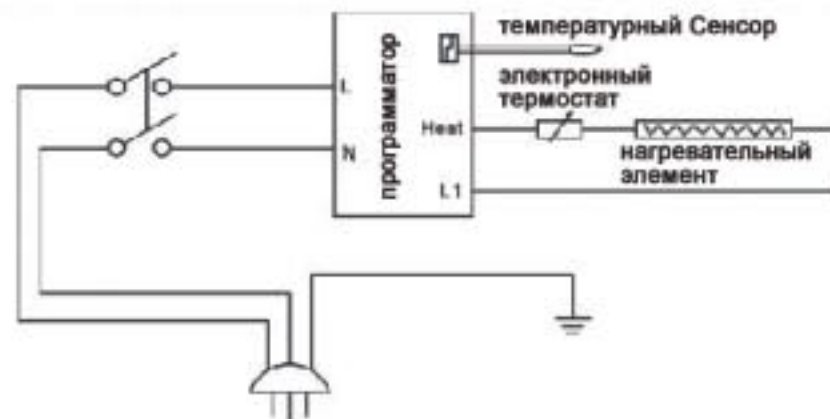 температурный Сенсор
электронный
термостат
L
программатор
Heat
нагревательный
элемент
N
L1